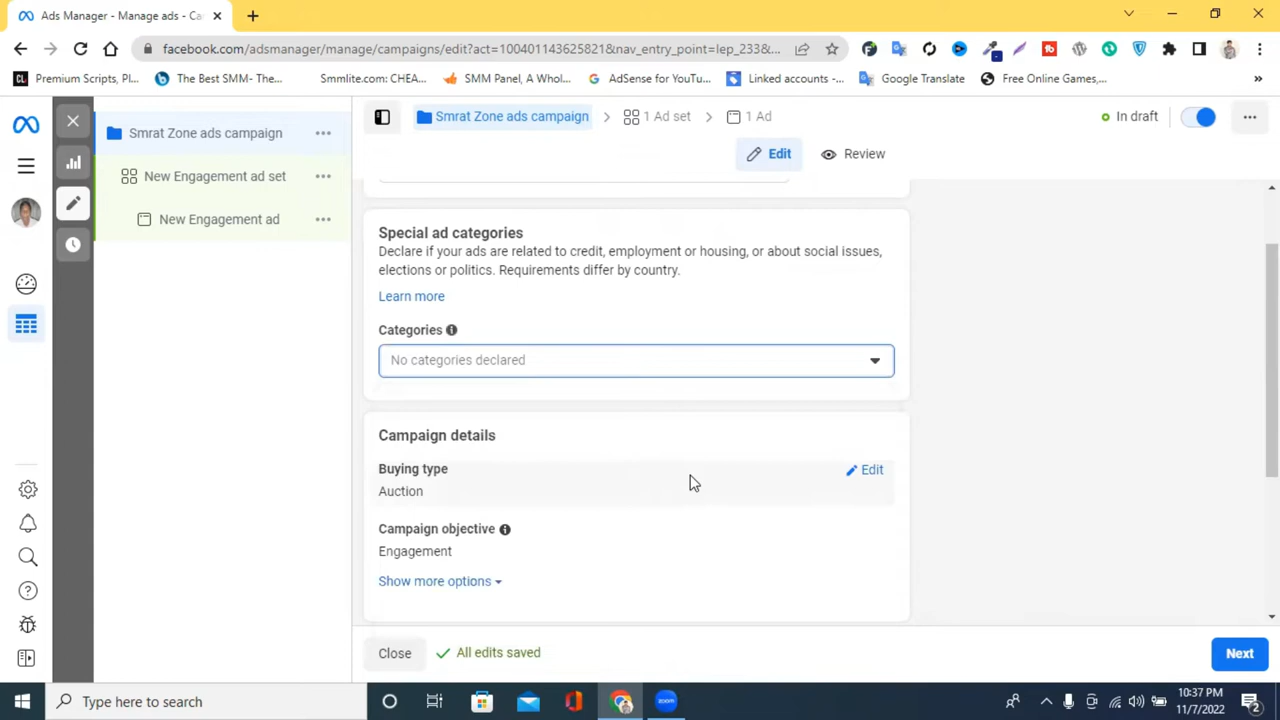 Ads Manager - Manage ads - Ca
facebook.com/adsmanager/manage/campaigns/edit?act=100401143625821&nav_entry_point=lep_233&...
Premium Scripts, Pl...
The Best SMM- The...
Smmlite.com: CHEA...
SMM Panel, A Whol...
AdSense for YouTu...
Linked accounts -...
Google Translate
Free Online Games,...
»
Smrat Zone ads campaign
New Engagement ad set
New Engagement ad
Smrat Zone ads campaign
1 Ad set
1 Ad
In draft
Edit
Review
Special ad categories
Declare if your ads are related to credit, employment or housing, or about social issues,
elections or politics. Requirements differ by country.
Learn more
Categories
No categories declared
Campaign details
Buying type
Edit
Auction
Campaign objective
Engagement
Show more options
Close
All edits saved
Next
Type here to search
10:37 PM
11/7/2022
2